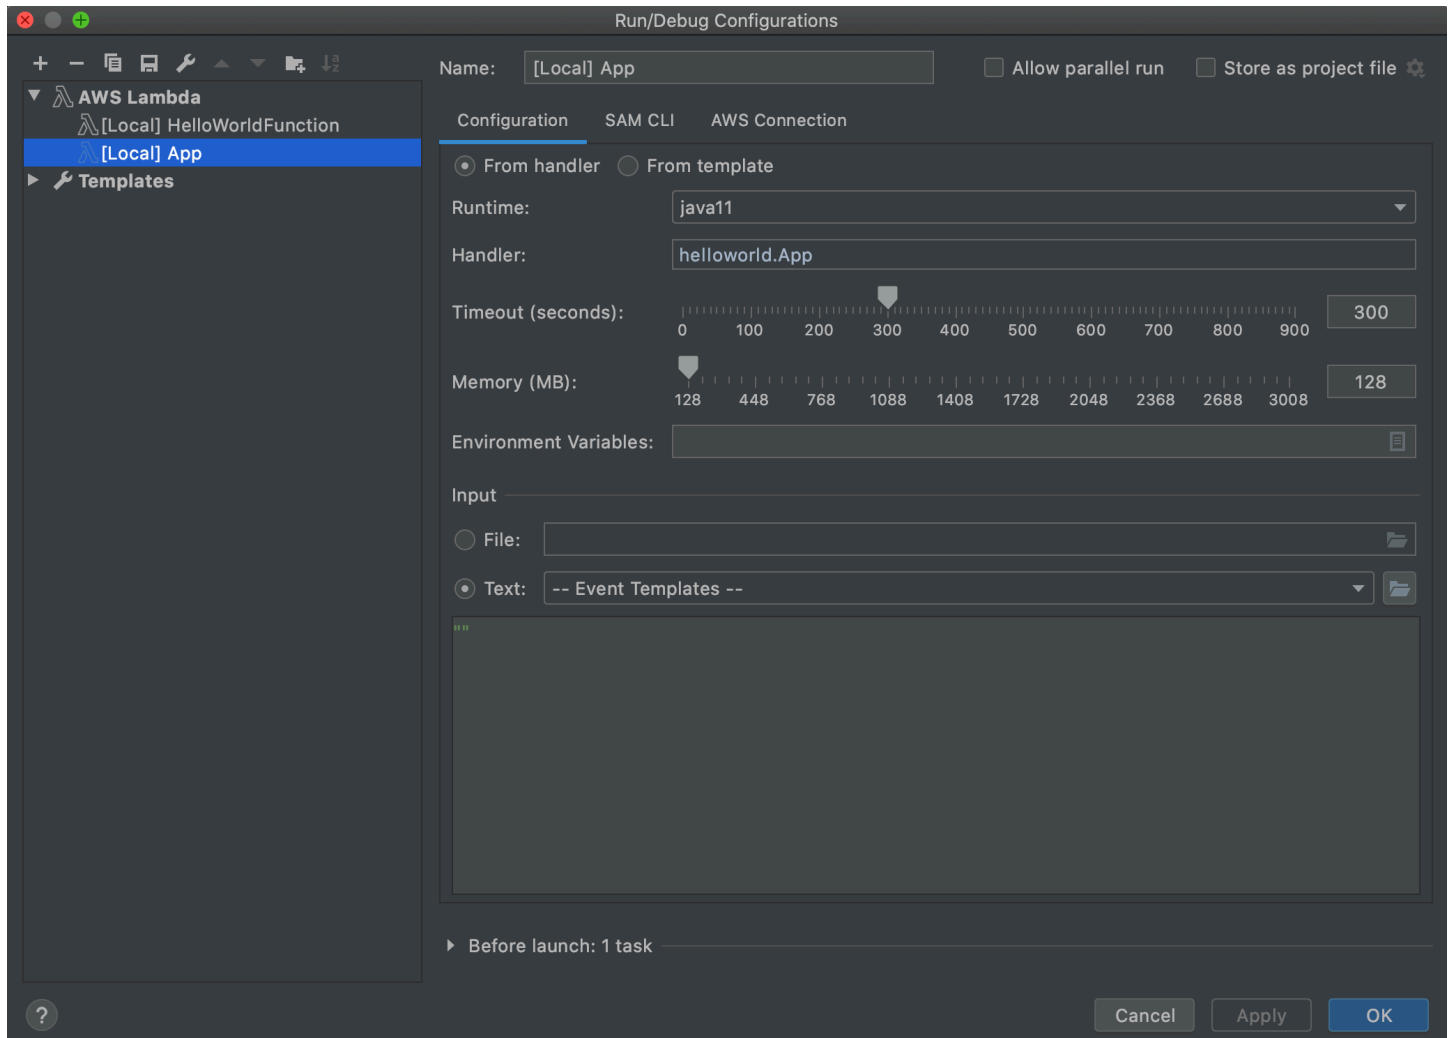 Run/Debug Configurations
AWS Lambda
[Local] HelloWorldFunction
[Local] App
Templates
Name: [Local] App Allow parallel run Store as project file
Configuration SAM CLI AWS Connection
From handler From template
Runtime: java11
Handler: helloworld.App
Timeout (seconds): 300
0 100 200 300 400 500 600 700 800 900
Memory (MB): 128
128 448 768 1088 1408 1728 2048 2368 2688 3008
Environment Variables:
Input
File:
Text: -- Event Templates --
""
Before launch: 1 task
? Cancel Apply OK